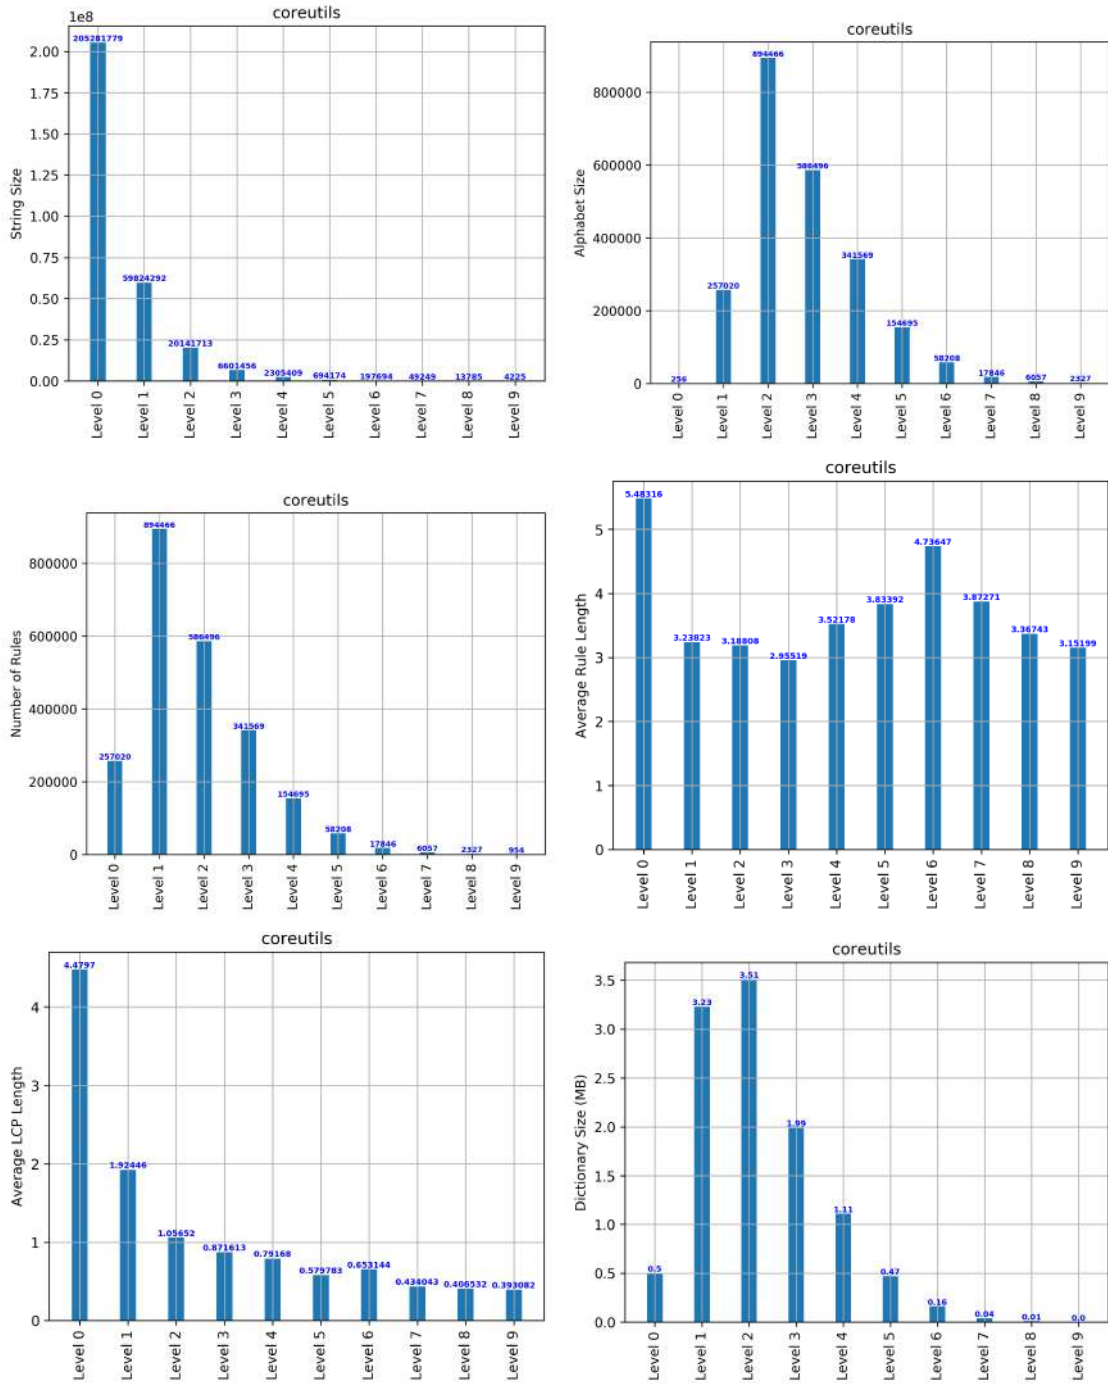 coreutils
1e8
String Size
2.00
1.75
1.50
1.25
1.00
0.75
0.50
0.25
0.00
205281779
59824292
20141713
6601456
2305409
694174
197694
49249
13785
4225
Level 0
Level 1
Level 2
Level 3
Level 4
Level 5
Level 6
Level 7
Level 8
Level 9
coreutils
Alphabet Size
800000
600000
400000
200000
0
256
257020
894466
586496
341569
154695
58208
17846
6057
2327
Level 0
Level 1
Level 2
Level 3
Level 4
Level 5
Level 6
Level 7
Level 8
Level 9
coreutils
Number of Rules
800000
600000
400000
200000
0
257020
894466
586496
341569
154695
58208
17846
6057
2327
954
Level 0
Level 1
Level 2
Level 3
Level 4
Level 5
Level 6
Level 7
Level 8
Level 9
coreutils
Average Rule Length
5
4
3
2
1
0
5.48316
3.23823
3.18808
2.95519
3.52178
3.83392
4.73647
3.87271
3.36743
3.15199
Level 0
Level 1
Level 2
Level 3
Level 4
Level 5
Level 6
Level 7
Level 8
Level 9
coreutils
Average LCP Length
4
3
2
1
0
4.4797
1.92446
1.05652
0.871613
0.79168
0.579783
0.653144
0.434043
0.406532
0.393082
Level 0
Level 1
Level 2
Level 3
Level 4
Level 5
Level 6
Level 7
Level 8
Level 9
coreutils
Dictionary Size (MB)
3.5
3.0
2.5
2.0
1.5
1.0
0.5
0.0
0.5
3.23
3.51
1.99
1.11
0.47
0.16
0.04
0.01
0.0
Level 0
Level 1
Level 2
Level 3
Level 4
Level 5
Level 6
Level 7
Level 8
Level 9